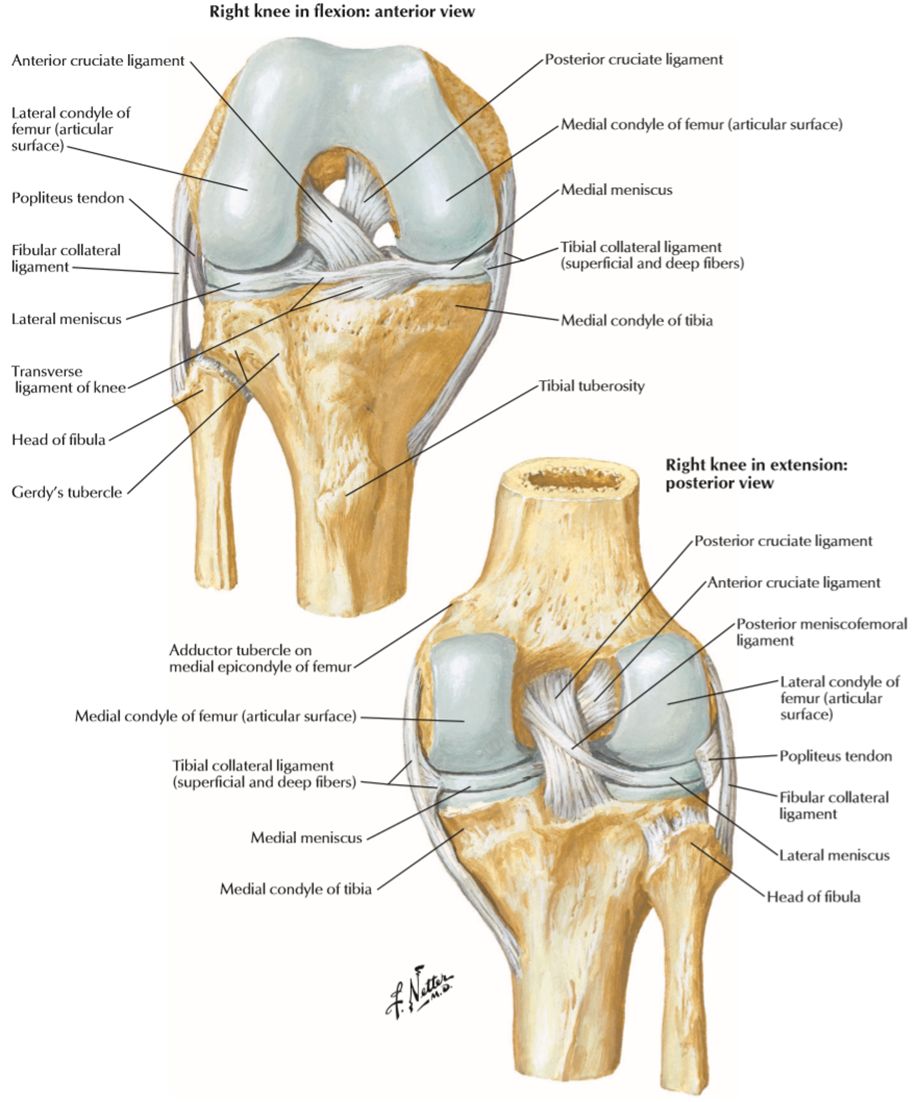 Right knee in flexion: anterior view
Anterior cruciate ligament
Lateral condyle of
femur (articular
surface)
Popliteus tendon
Fibular collateral
ligament
Lateral meniscus
Transverse
ligament of knee
Head of fibula
Gerdy's tubercle
Posterior cruciate ligament
Medial condyle of femur (articular surface)
Medial meniscus
Tibial collateral ligament
(superficial and deep fibers)
Medial condyle of tibia
Tibial tuberosity
Right knee in extension:
posterior view
Adductor tubercle on
medial epicondyle of femur
Medial condyle of femur (articular surface)
Tibial collateral ligament
(superficial and deep fibers)
Medial meniscus
Medial condyle of tibia
Posterior cruciate ligament
Anterior cruciate ligament
Posterior meniscofemoral
ligament
Lateral condyle of
femur (articular
surface)
Popliteus tendon
Fibular collateral
ligament
Lateral meniscus
Head of fibula
F. Netter
M.D.